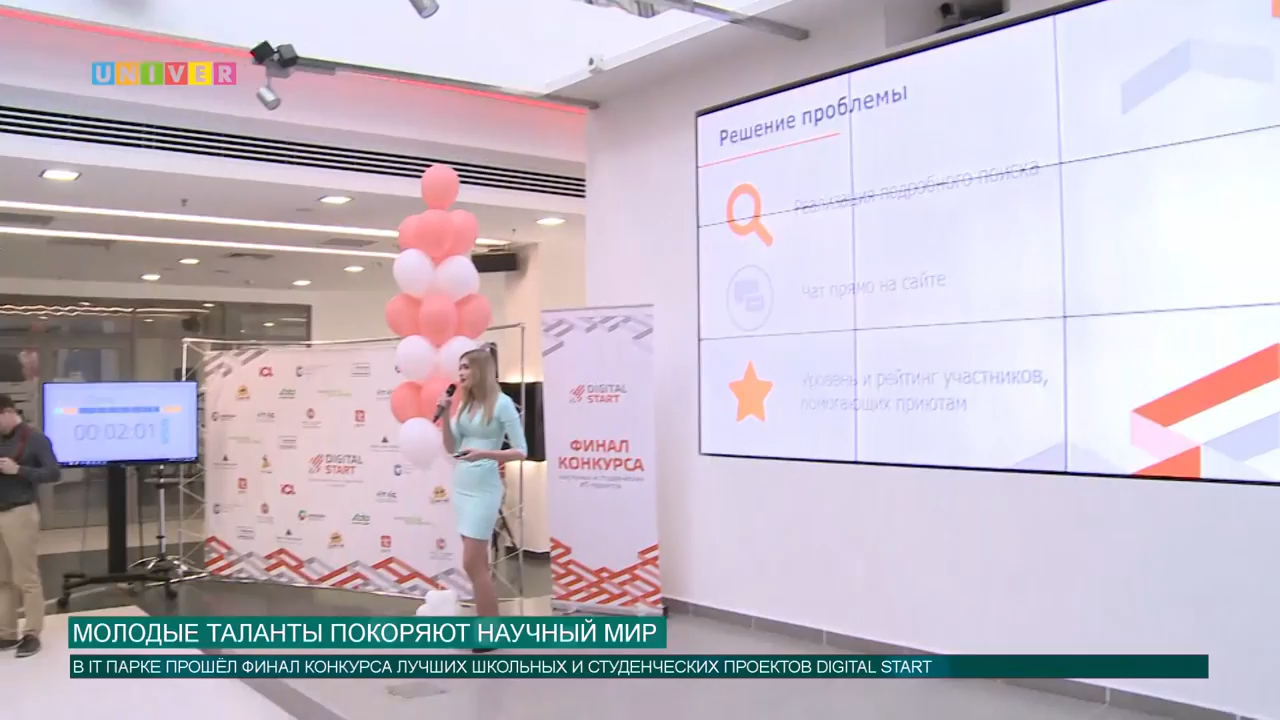 UNIVER
Решение проблемы
Реализация подробного поиска
Чат прямо на сайте
Уровень и рейтинг участников,
помогающих приютам
00:02:01
DIGITAL
START
ФИНАЛ
КОНКУРСА
ICL
DIGITAL
START
ICL
МОЛОДЫЕ ТАЛАНТЫ ПОКОРЯЮТ НАУЧНЫЙ МИР
В IT ПАРКЕ ПРОШЁЛ ФИНАЛ КОНКУРСА ЛУЧШИХ ШКОЛЬНЫХ И СТУДЕНЧЕСКИХ ПРОЕКТОВ DIGITAL START